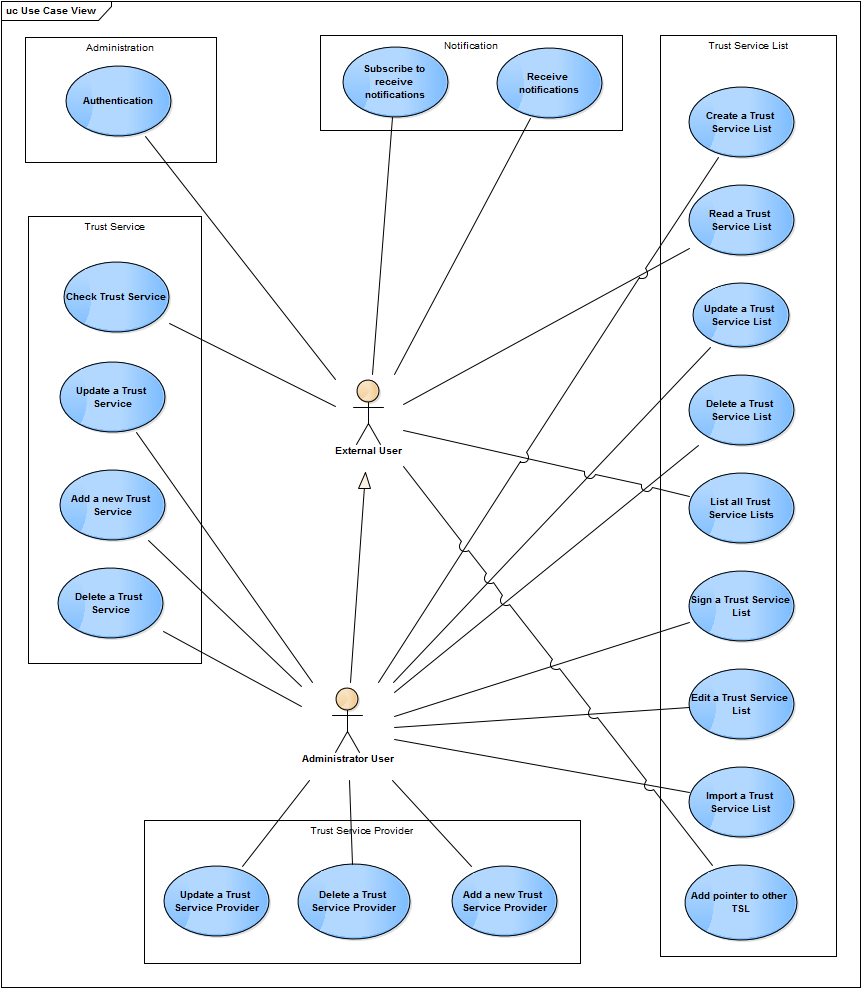 uc Use Case View
Administration
Authentication
Notification
Subscribe to
receive
notifications
Receive
notifications
Trust Service List
Create a Trust
Service List
Read a Trust
Service List
Update a Trust
Service List
Delete a Trust
Service List
List all Trust
Service Lists
Sign a Trust Service
List
Edit a Trust Service
List
Import a Trust
Service List
Add pointer to other
TSL
Trust Service
Check Trust Service
Update a Trust
Service
Add a new Trust
Service
Delete a Trust
Service
External User
Administrator User
Trust Service Provider
Update a Trust
Service Provider
Delete a Trust
Service Provider
Add a new Trust
Service Provider